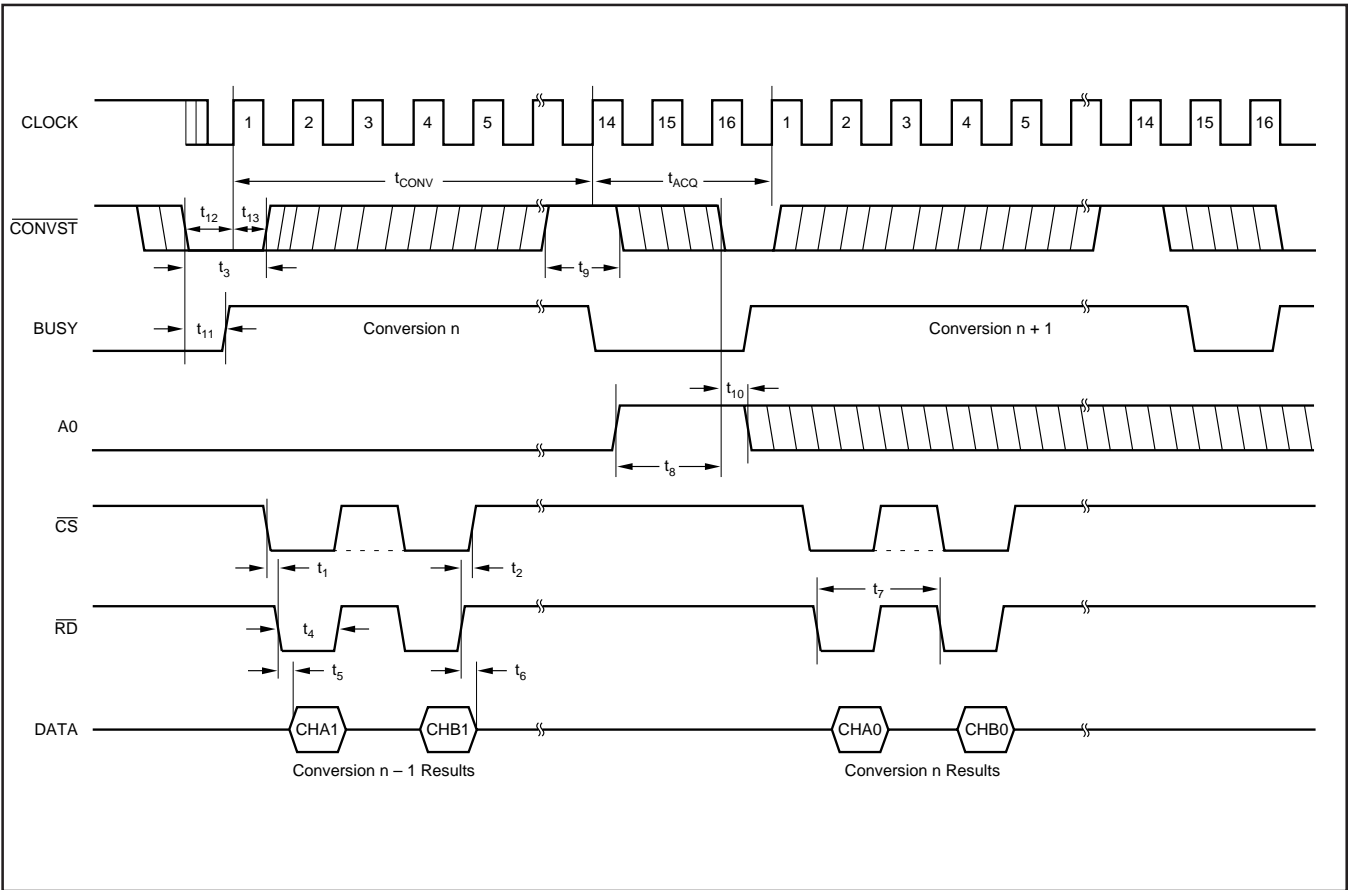 CLOCK 1 2 3 4 5 14 15 16 1 2 3 4 5 14 15 16
tCONV tACQ
CONVST t12 t13
t3 t9
BUSY t11 Conversion n Conversion n + 1
t10
A0
t8
CS
t1 t2
t7
RD t4
t5 t6
DATA CHA1 CHB1 CHA0 CHB0
Conversion n – 1 Results Conversion n Results